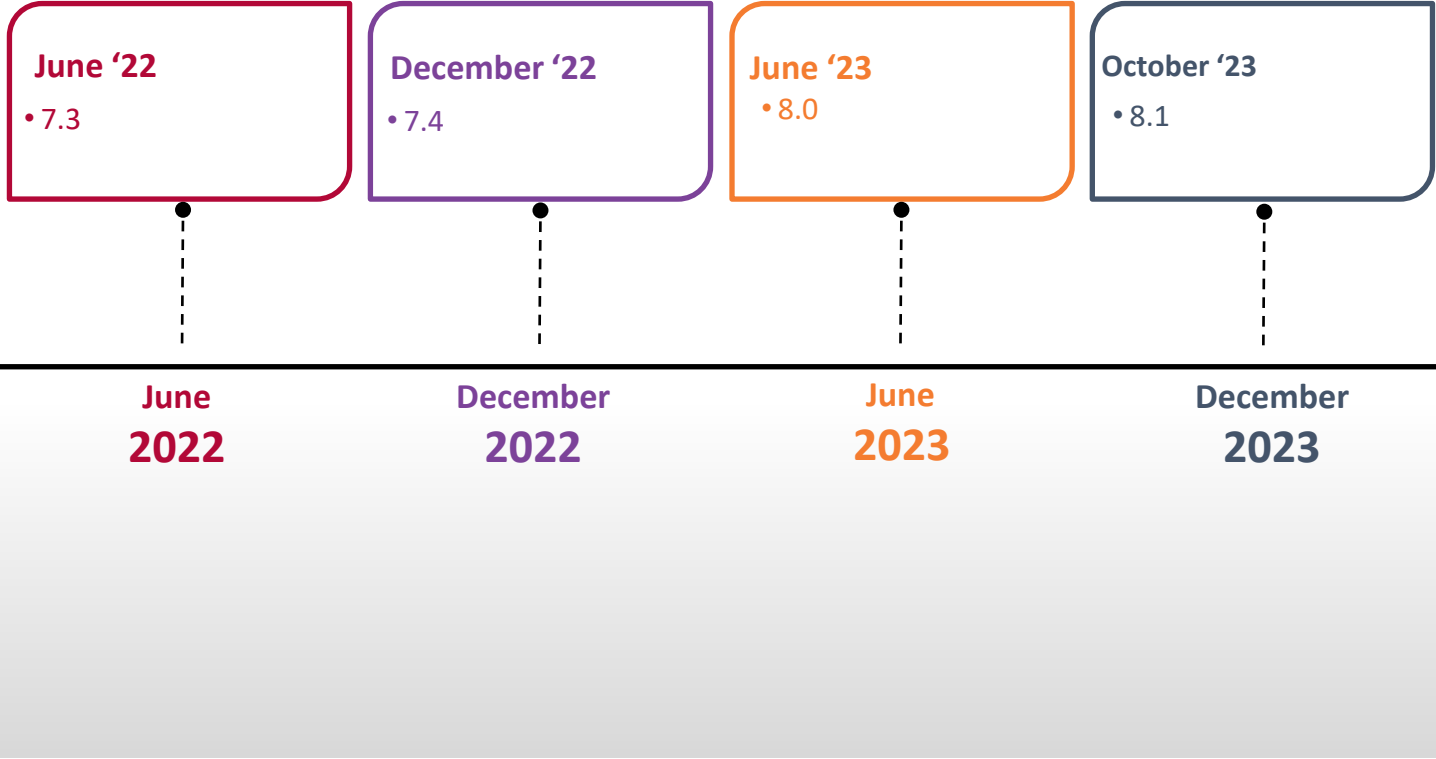 June ‘22
• 7.3
December ‘22
• 7.4
June ‘23
• 8.0
October ‘23
• 8.1
June
2022
December
2022
June
2023
December
2023